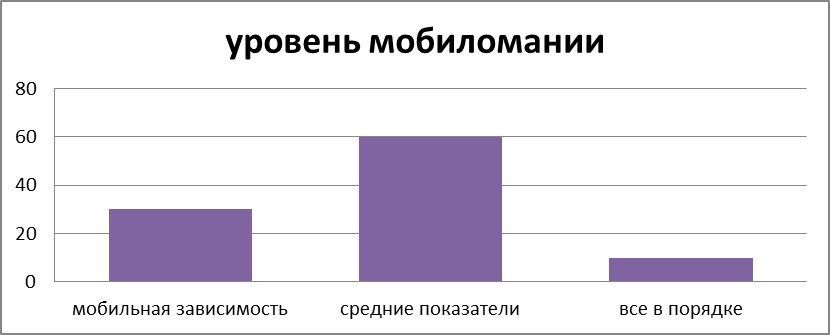 уровень мобиломании
80
60
40
20
0
мобильная зависимость
средние показатели
все в порядке